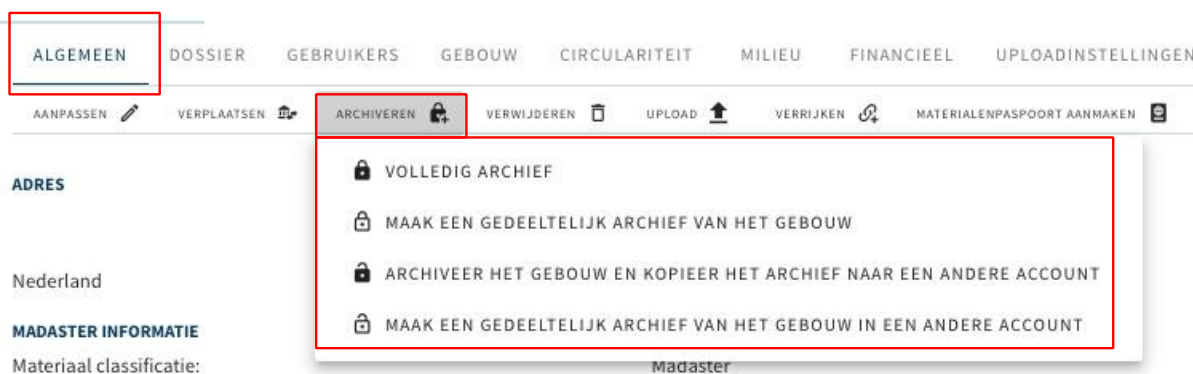 ALGEMEEN DOSSIER GEBRUIKERS GEBOUW CIRCULARITEIT MILIEU FINANCIEEL UPLOADINSTELLINGEN
AANPASSEN VERPLAATSEN ARCHIVEREN VERWIJDEREN UPLOAD VERRIJKEN MATERIALENPASPOORT AANMAKEN
VOLLEDIG ARCHIEF
ADRES
MAAK EEN GEDEELTELIJK ARCHIEF VAN HET GEBOUW
ARCHIVEER HET GEBOUW EN KOPIEER HET ARCHIEF NAAR EEN ANDERE ACCOUNT
Nederland
MAAK EEN GEDEELTELIJK ARCHIEF VAN HET GEBOUW IN EEN ANDERE ACCOUNT
MADASTER INFORMATIE
Materiaal classificatie: Madaster